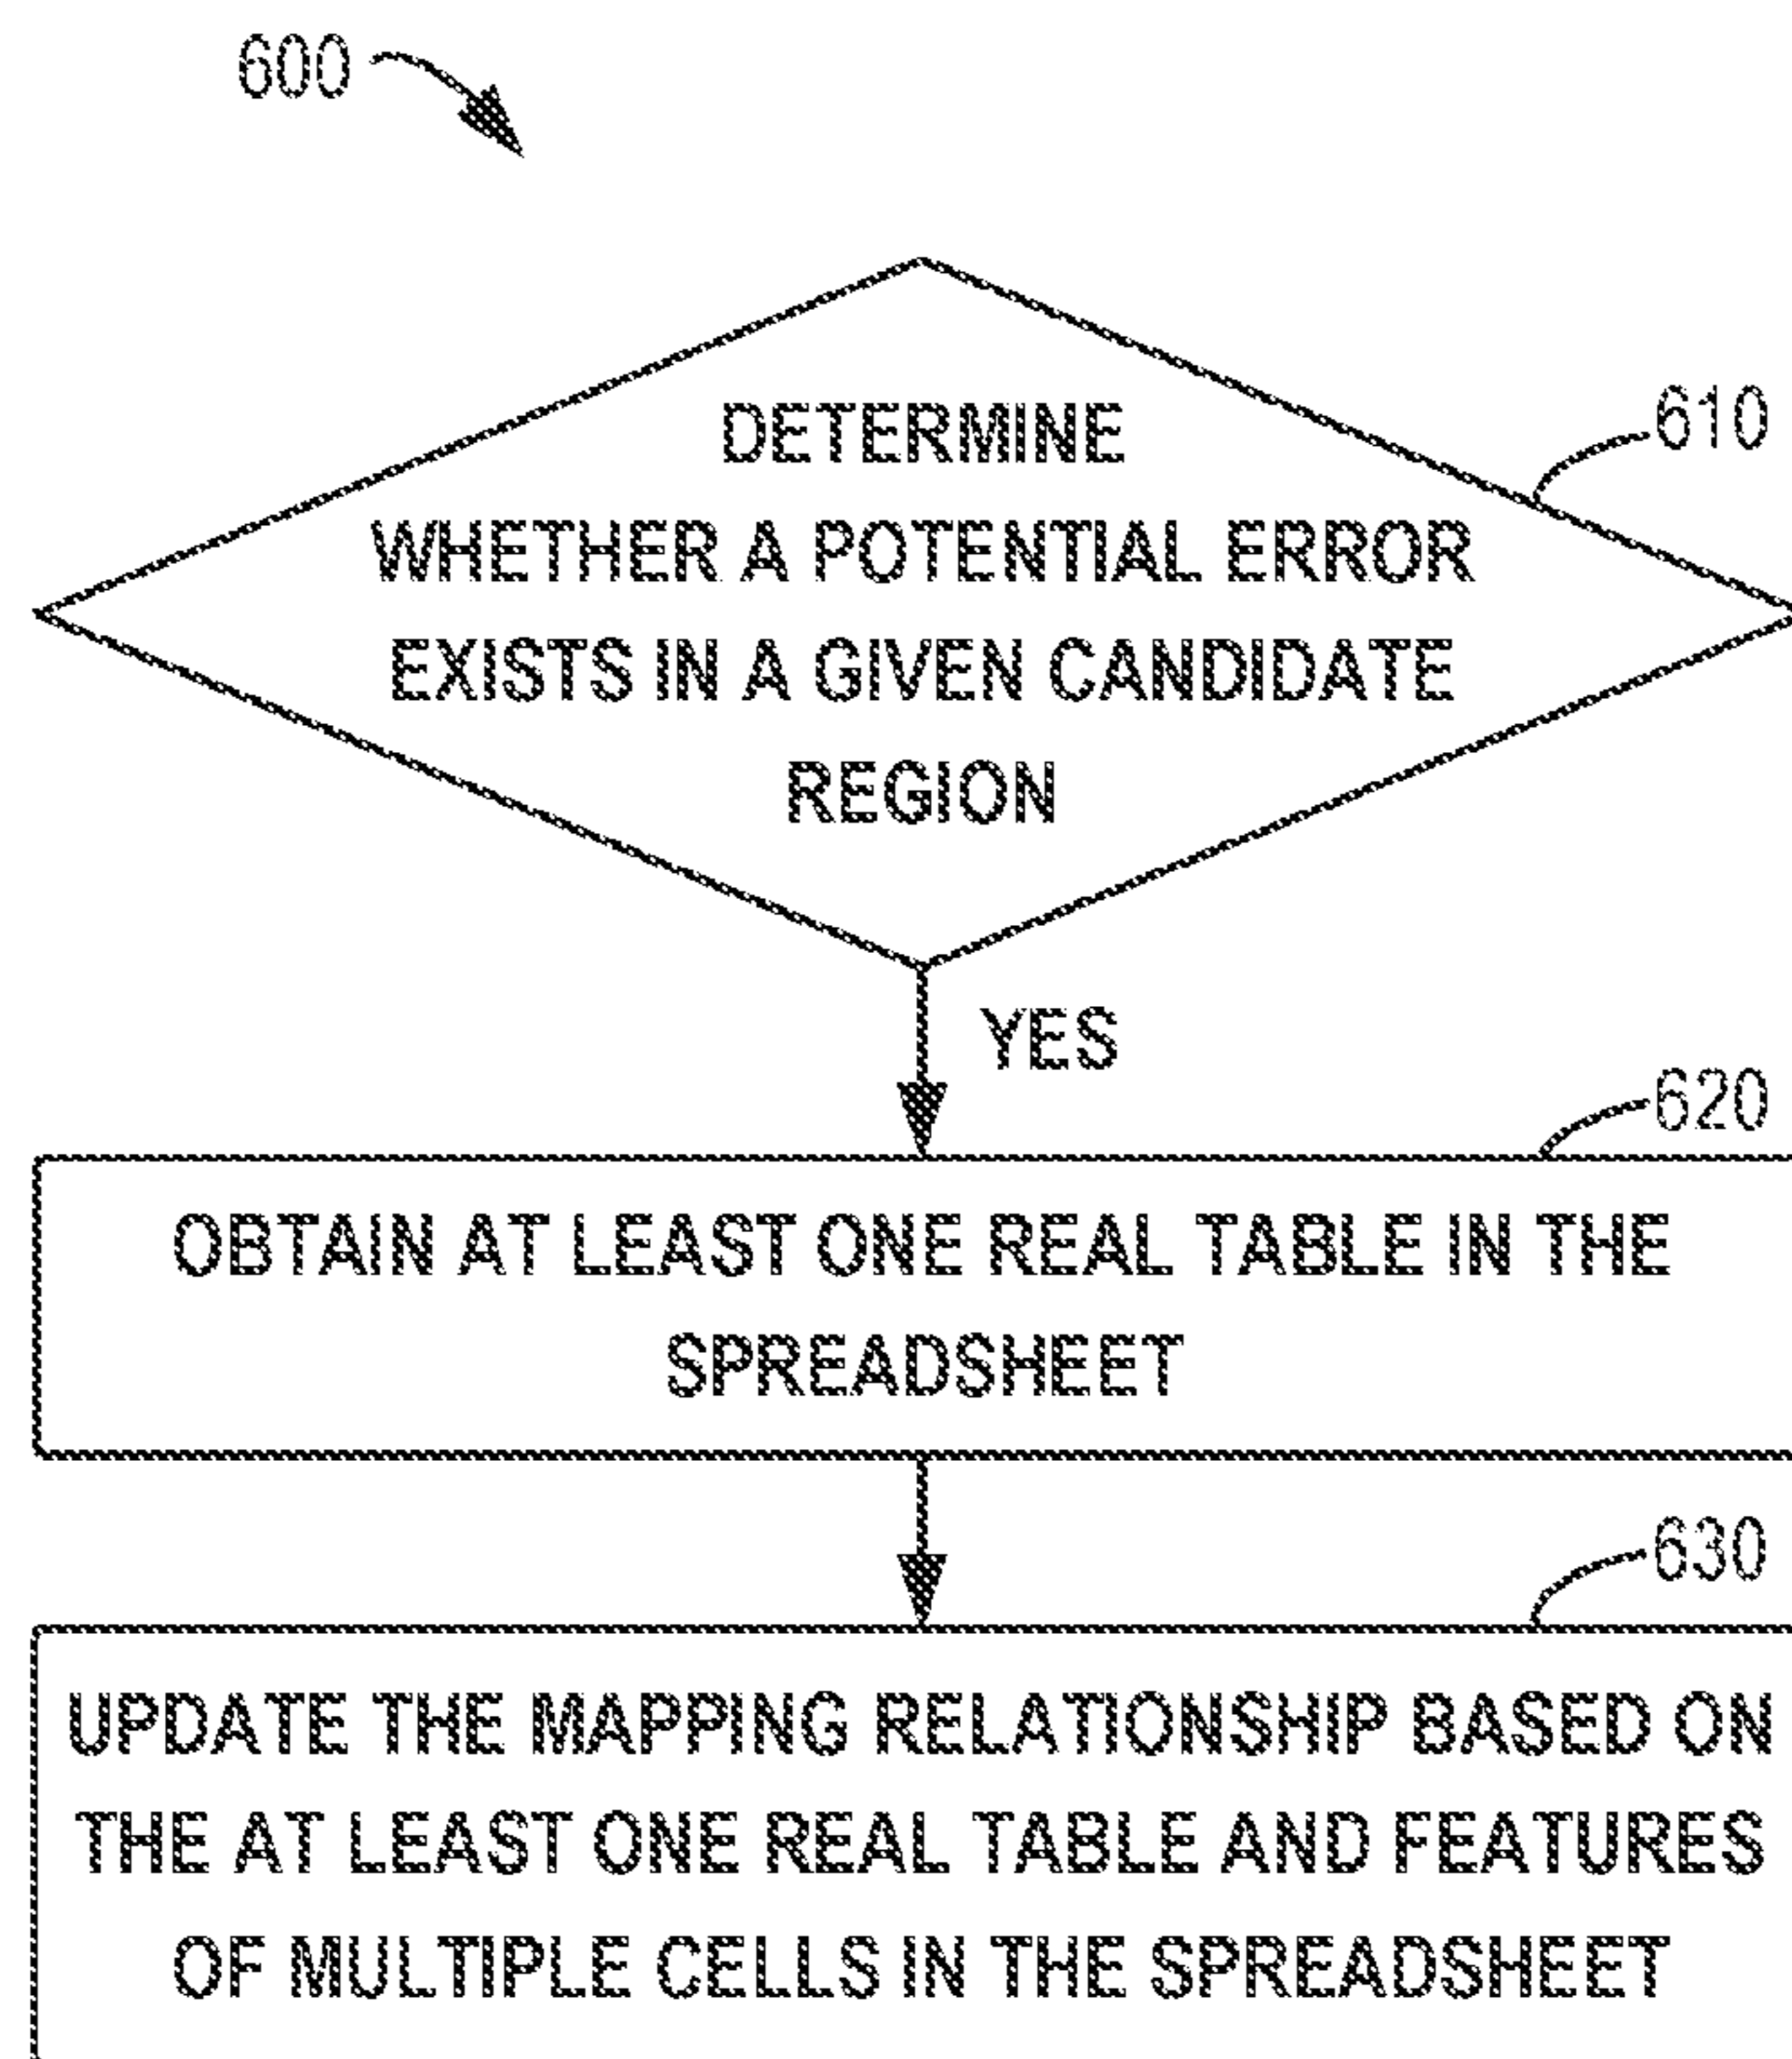 600
610
DETERMINE
WHETHER A POTENTIAL ERROR
EXISTS IN A GIVEN CANDIDATE
REGION
YES
620
OBTAIN AT LEAST ONE REAL TABLE IN THE
SPREADSHEET
630
UPDATE THE MAPPING RELATIONSHIP BASED ON
THE AT LEAST ONE REAL TABLE AND FEATURES
OF MULTIPLE CELLS IN THE SPREADSHEET